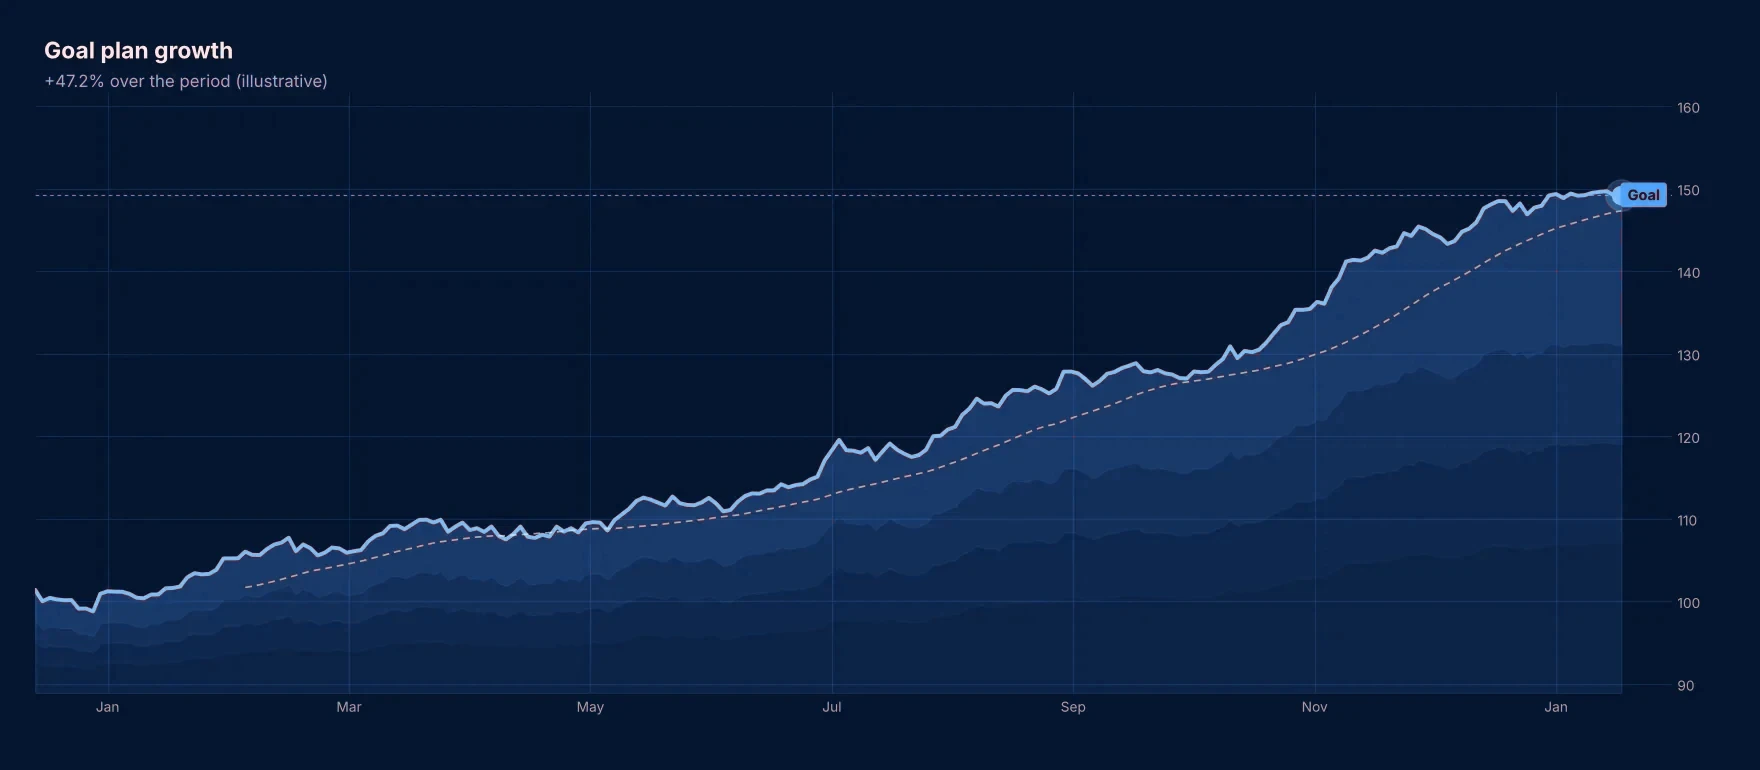 Goal plan growth
+47.2% over the period (illustrative)
160
150
Goal
140
130
120
110
100
90
Jan Mar May Jul Sep Nov Jan